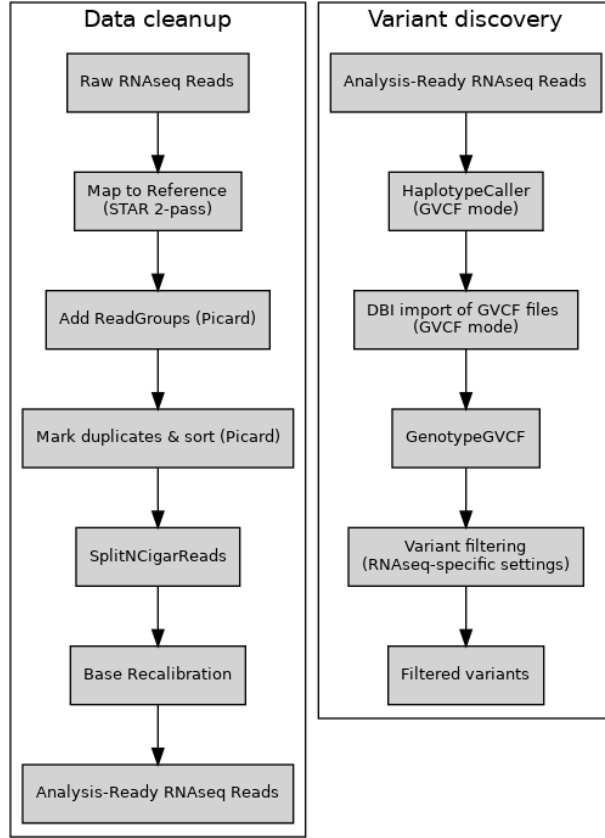 Data cleanup
Raw RNAseq Reads
Map to Reference
(STAR 2-pass)
Add ReadGroups (Picard)
Mark duplicates & sort (Picard)
SplitNCigarReads
Base Recalibration
Analysis-Ready RNAseq Reads
Variant discovery
Analysis-Ready RNAseq Reads
HaplotypeCaller
(GVCF mode)
DBI import of GVCF files
(GVCF mode)
GenotypeGVCF
Variant filtering
(RNAseq-specific settings)
Filtered variants